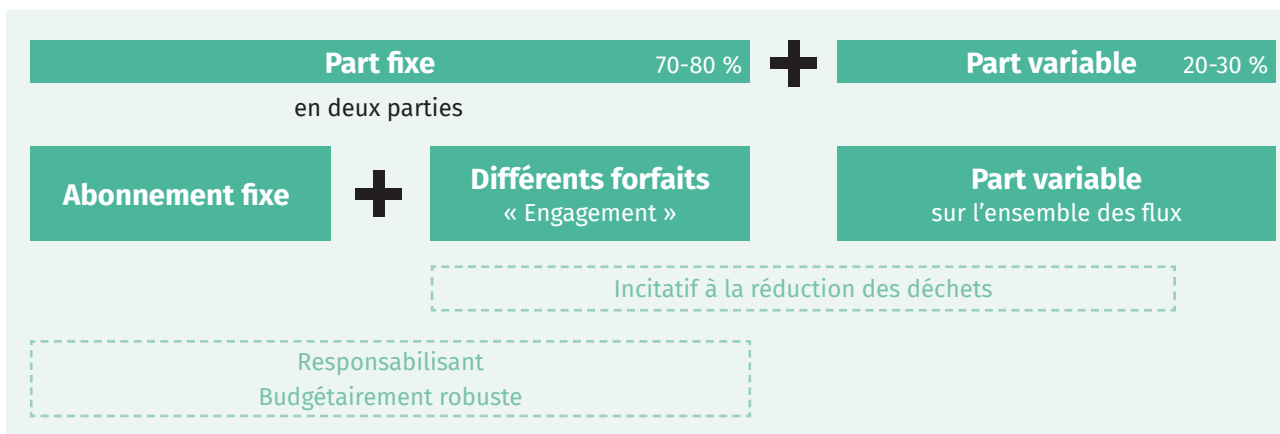 Part fixe 70-80 % + Part variable 20-30 %
en deux parties
Abonnement fixe + Différents forfaits
« Engagement »
Part variable
sur l'ensemble des flux
Incitatif à la réduction des déchets
Responsabilisant
Budgétairement robuste